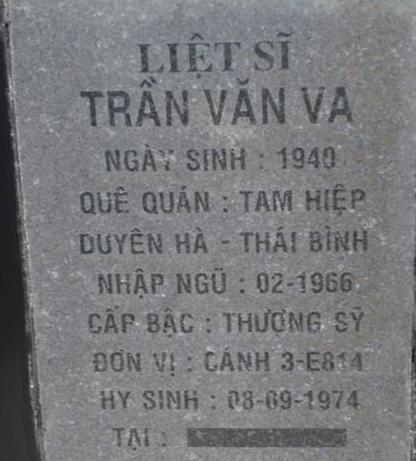 LIỆT SĨ
TRẦN VĂN VA
NGÀY SINH : 1940
QUÊ QUÁN : TAM HIỆP
DUYÊN HÀ - THÁI BÌNH
NHẬP NGŨ : 02-1966
CẤP BẬC : THƯỢNG SỸ
ĐƠN VỊ : CÁNH 3-E814
HY SINH : 08-09-1974
TẠI :